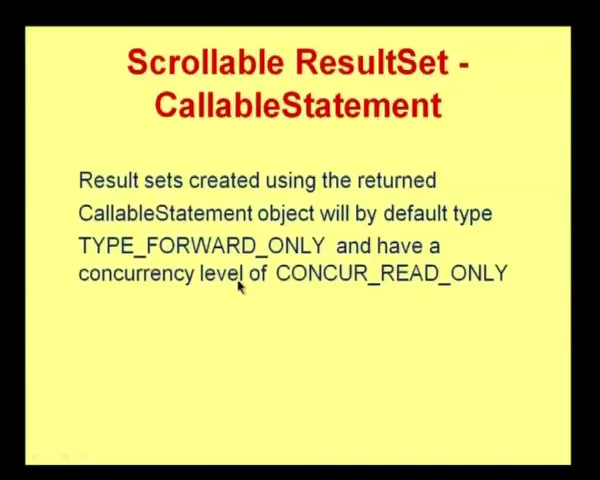 Scrollable ResultSet -
CallableStatement
Result sets created using the returned
CallableStatement object will by default type
TYPE_FORWARD_ONLY and have a
concurrency level of CONCUR_READ_ONLY